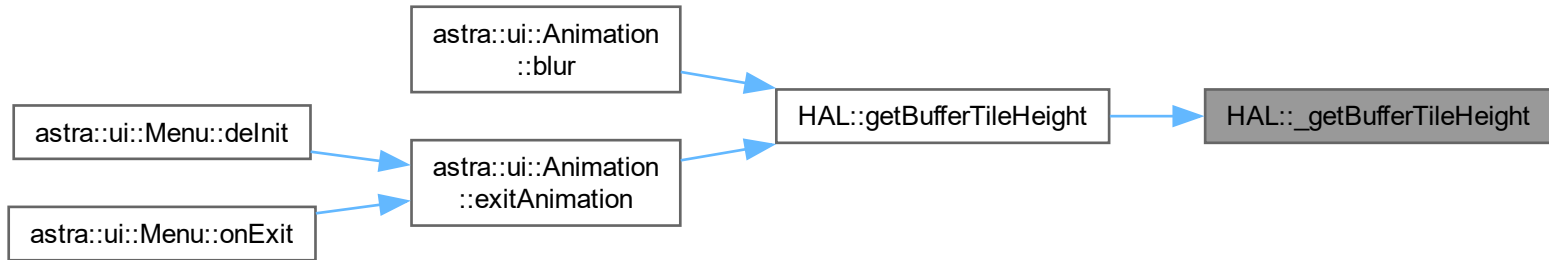 astra::ui::Animation
::blur
astra::ui::Menu::deInit
HAL::getBufferTileHeight
HAL::_getBufferTileHeight
astra::ui::Animation
::exitAnimation
astra::ui::Menu::onExit